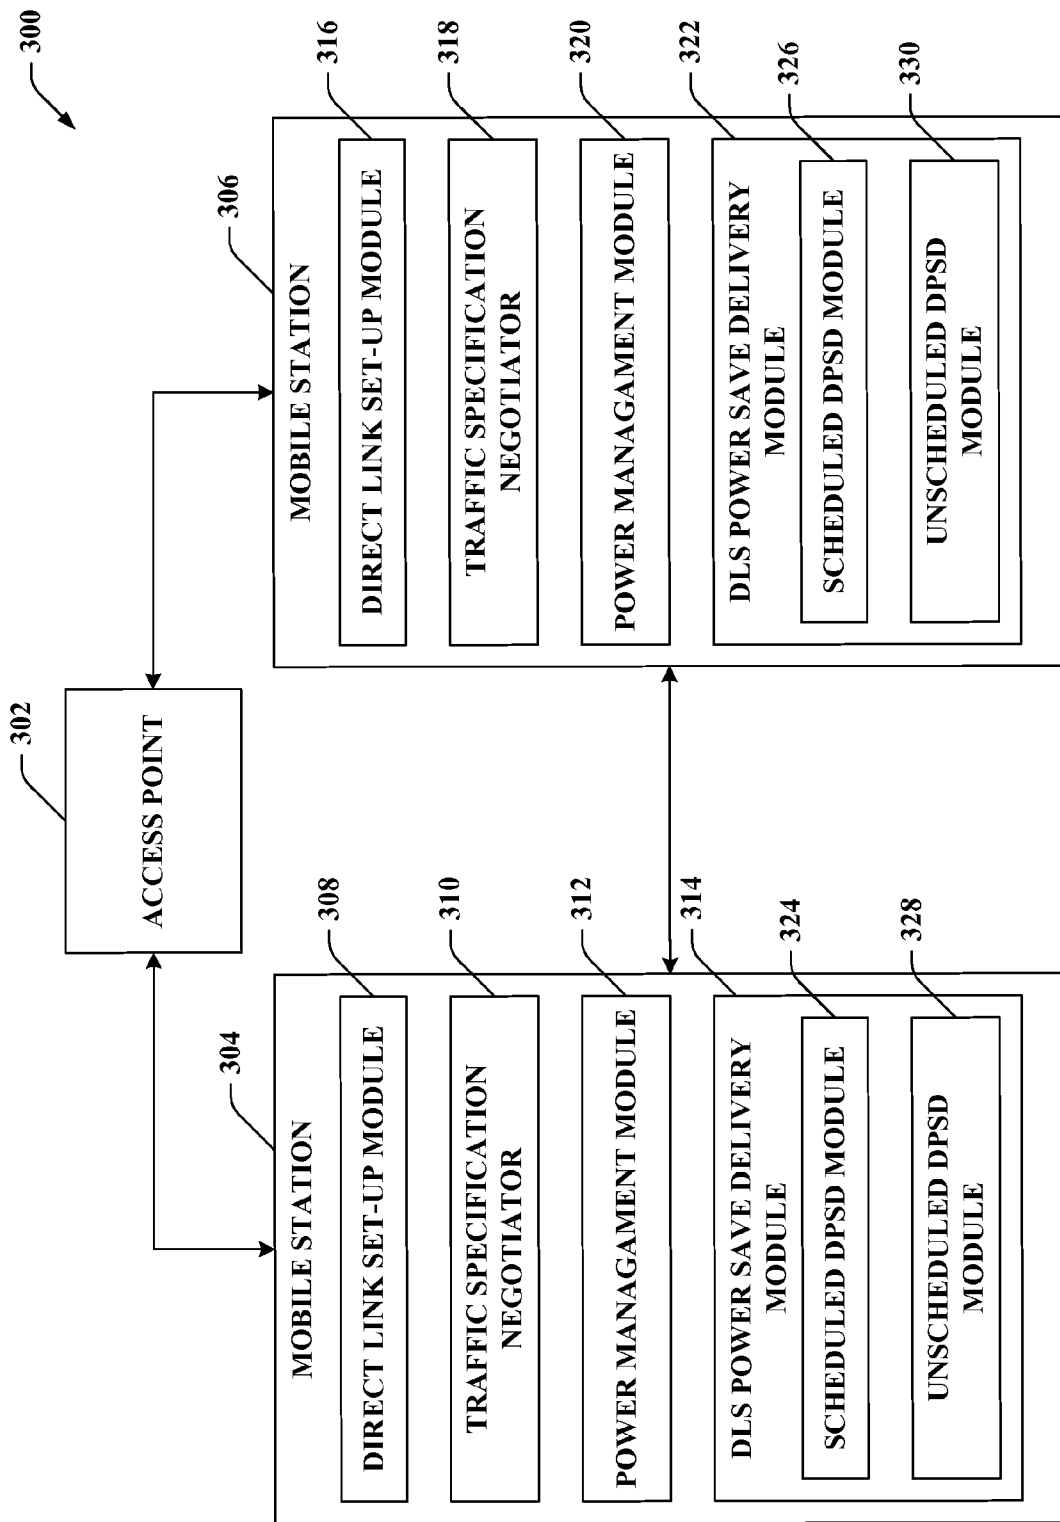 300
302
ACCESS POINT
304
MOBILE STATION
308
DIRECT LINK SET-UP MODULE
310
TRAFFIC SPECIFICATION
NEGOTIATOR
312
POWER MANAGAMENT MODULE
314
DLS POWER SAVE DELIVERY
MODULE
324
SCHEDULED DPSD MODULE
328
UNSCHEDULED DPSD
MODULE
306
MOBILE STATION
316
DIRECT LINK SET-UP MODULE
318
TRAFFIC SPECIFICATION
NEGOTIATOR
320
POWER MANAGAMENT MODULE
322
DLS POWER SAVE DELIVERY
MODULE
326
SCHEDULED DPSD MODULE
330
UNSCHEDULED DPSD
MODULE